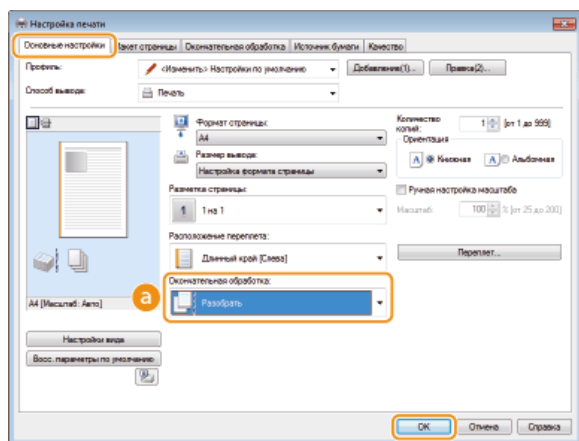 Настройка печати
Основные настройки Макет страницы Окончательная обработка Источник бумаги Качество
Профиль: <Изменить> Настройки по умолчанию Добавление(1)... Правка(2)...
Способ вывода: Печать
Формат страницы:
A4
Размер вывода:
Настройка формата страницы
Разметка страницы:
1 на 1
Расположение переплета:
Длинный край [Слева]
Окончательная обработка:
a Разобрать
Количество копий: 1 [от 1 до 999]
Ориентация
A Книжная A Альбомная
Ручная настройка масштаба
Масштаб: 100 % [от 25 до 200]
Переплет...
A4 [Масштаб: Авто]
Настройки вида
Восс. параметры по умолчанию
OK Отмена Справка